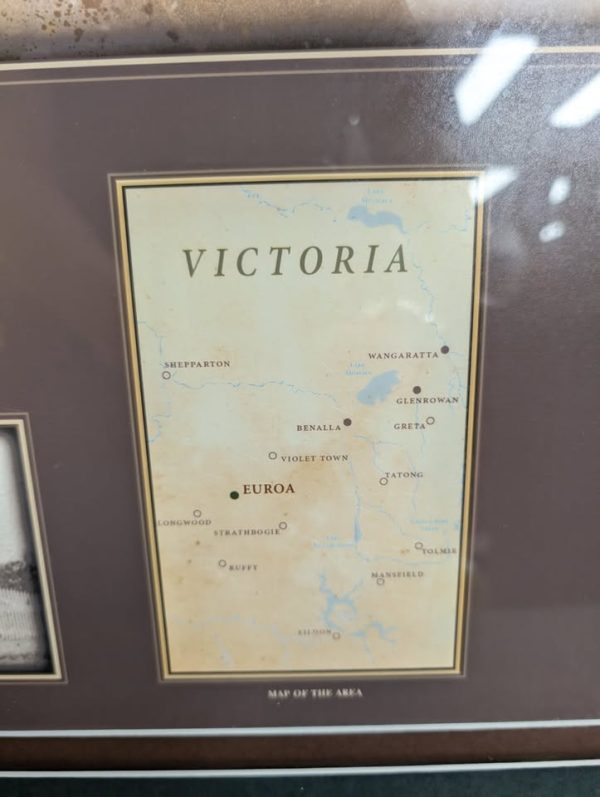 VICTORIA
WANGARATTA
SHEPPARTON
GLENROWAN
GRETA
BENALLA
VIOLET TOWN
TATONG
EUROA
LONGWOOD
STRATHBOGIE
TOLMIE
RUFFY
MANSFIELD
EILDON
MAP OF THE AREA